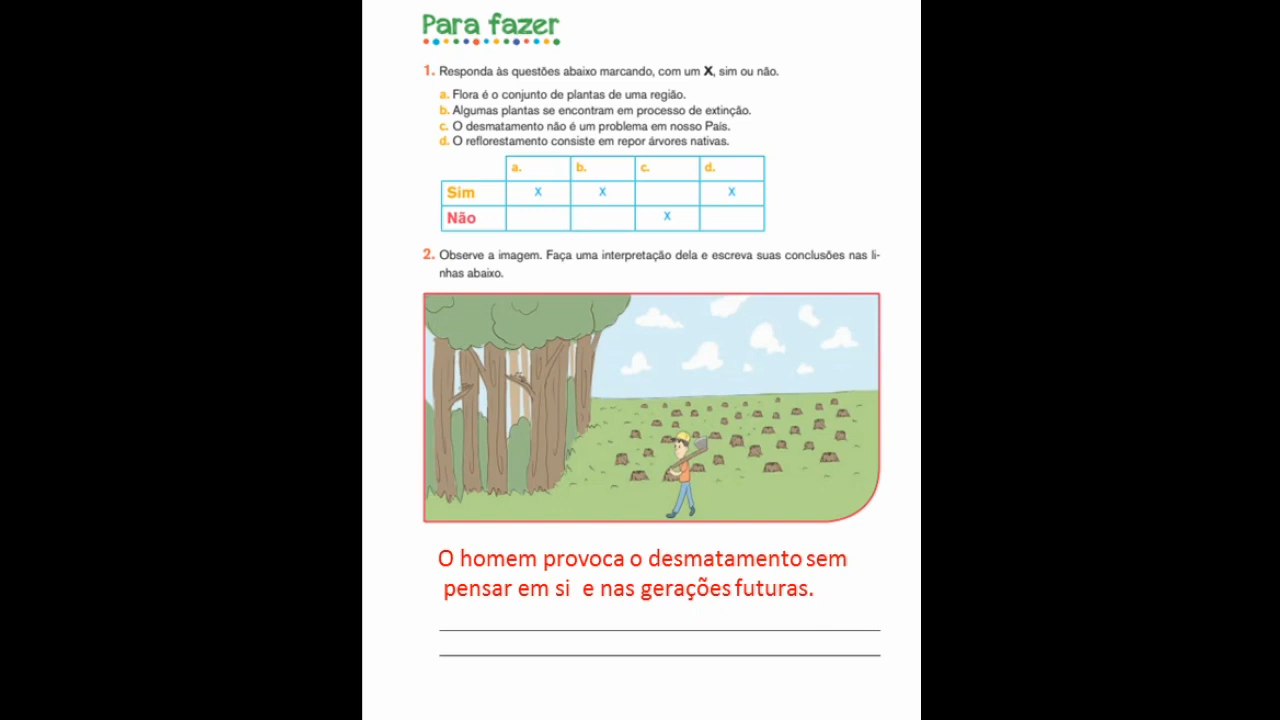 Para fazer
1. Responda às questões abaixo marcando, com um X, sim ou não.
a. Flora é o conjunto de plantas de uma região.
b. Algumas plantas se encontram em processo de extinção.
c. O desmatamento não é um problema em nosso País.
d. O reflorestamento consiste em repor árvores nativas.
a. b. c. d.
Sim X X X
Não X
2. Observe a imagem. Faça uma interpretação dela e escreva suas conclusões nas li-
nhas abaixo.
O homem provoca o desmatamento sem
pensar em si e nas gerações futuras.